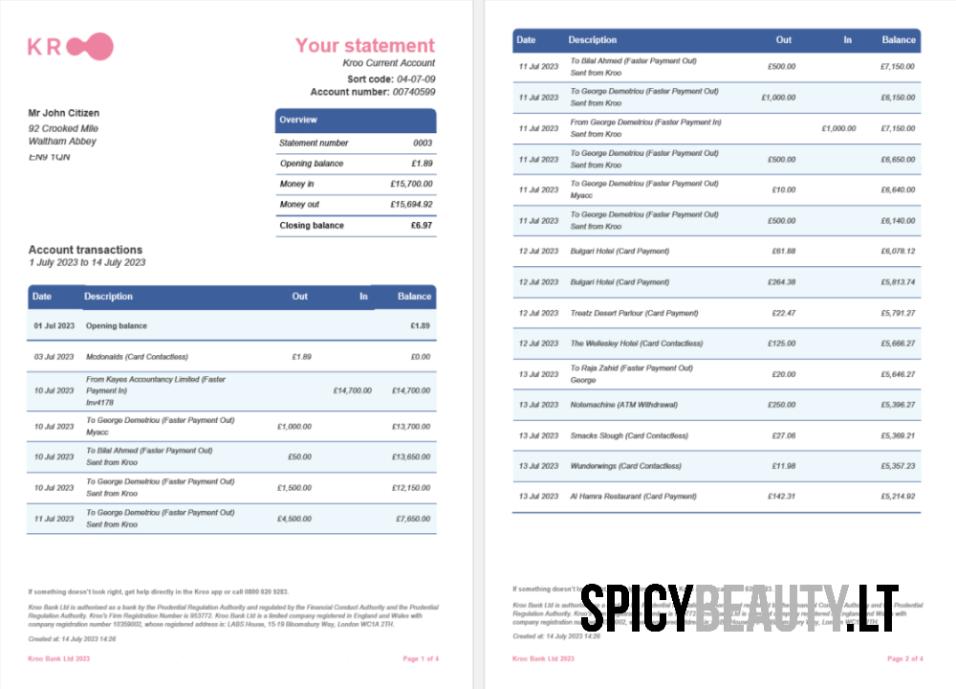 KROO
Your statement
Kroo Current Account
Sort code: 04-07-09
Account number: 00740599
Mr John Citizen
92 Crooked Mile
Waltham Abbey
EN9 1QN
Overview
Statement number 0003
Opening balance £1.89
Money in £15,700.00
Money out £15,694.92
Closing balance £6.97
Account transactions
1 July 2023 to 14 July 2023
Date Description Out In Balance
01 Jul 2023 Opening balance £1.89
03 Jul 2023 Mcdonalds (Card Contactless) £1.89 £0.00
From Kayes Accountancy Limited (Faster
10 Jul 2023 Payment In) £14,700.00 £14,700.00
Inv4178
10 Jul 2023 To George Demetriou (Faster Payment Out) £1,000.00 £13,700.00
Myacc
10 Jul 2023 To Bilal Ahmed (Faster Payment Out) £50.00 £13,650.00
Sent from Kroo
10 Jul 2023 To George Demetriou (Faster Payment Out) £1,500.00 £12,150.00
Sent from Kroo
11 Jul 2023 To George Demetriou (Faster Payment Out) £4,500.00 £7,650.00
Sent from Kroo
If something doesn't look right, get help directly in the Kroo app or call 0800 020 9283.
Kroo Bank Ltd is authorised as a bank by the Prudential Regulation Authority and regulated by the Financial Conduct Authority and the Prudential
Regulation Authority. Kroo's Firm Registration Number is 953772. Kroo Bank Ltd is a limited company registered in England and Wales with
company registration number 10359002, whose registered address is: LABS House, 15-19 Bloomsbury Way, London WC1A 2TH.
Created at: 14 July 2023 14:26
Kroo Bank Ltd 2023 Page 1 of 4
Date Description Out In Balance
11 Jul 2023 To Bilal Ahmed (Faster Payment Out) £500.00 £7,150.00
Sent from Kroo
11 Jul 2023 To George Demetriou (Faster Payment Out) £1,000.00 £6,150.00
Sent from Kroo
11 Jul 2023 From George Demetriou (Faster Payment In) £1,000.00 £7,150.00
Sent from Kroo
11 Jul 2023 To George Demetriou (Faster Payment Out) £500.00 £6,650.00
Sent from Kroo
11 Jul 2023 To George Demetriou (Faster Payment Out) £10.00 £6,640.00
Myacc
11 Jul 2023 To George Demetriou (Faster Payment Out) £500.00 £6,140.00
Sent from Kroo
12 Jul 2023 Bulgari Hotel (Card Payment) £61.88 £6,078.12
12 Jul 2023 Bulgari Hotel (Card Payment) £264.38 £5,813.74
12 Jul 2023 Treatz Desert Parlour (Card Payment) £22.47 £5,791.27
12 Jul 2023 The Wellesley Hotel (Card Contactless) £125.00 £5,666.27
13 Jul 2023 To Raja Zahid (Faster Payment Out) £20.00 £5,646.27
George
13 Jul 2023 Notemachine (ATM Withdrawal) £250.00 £5,396.27
13 Jul 2023 Smacks Slough (Card Contactless) £27.06 £5,369.21
13 Jul 2023 Wunderwings (Card Contactless) £11.98 £5,357.23
13 Jul 2023 Al Hamra Restaurant (Card Payment) £142.31 £5,214.92
If something doesn't
Kroo Bank Ltd is and the Prudential
Regulation Authority. Wales with
company registration
Created at: 14 July 2023 14:26
SPICYBEAUTY.LT
Kroo Bank Ltd 2023 Page 2 of 4